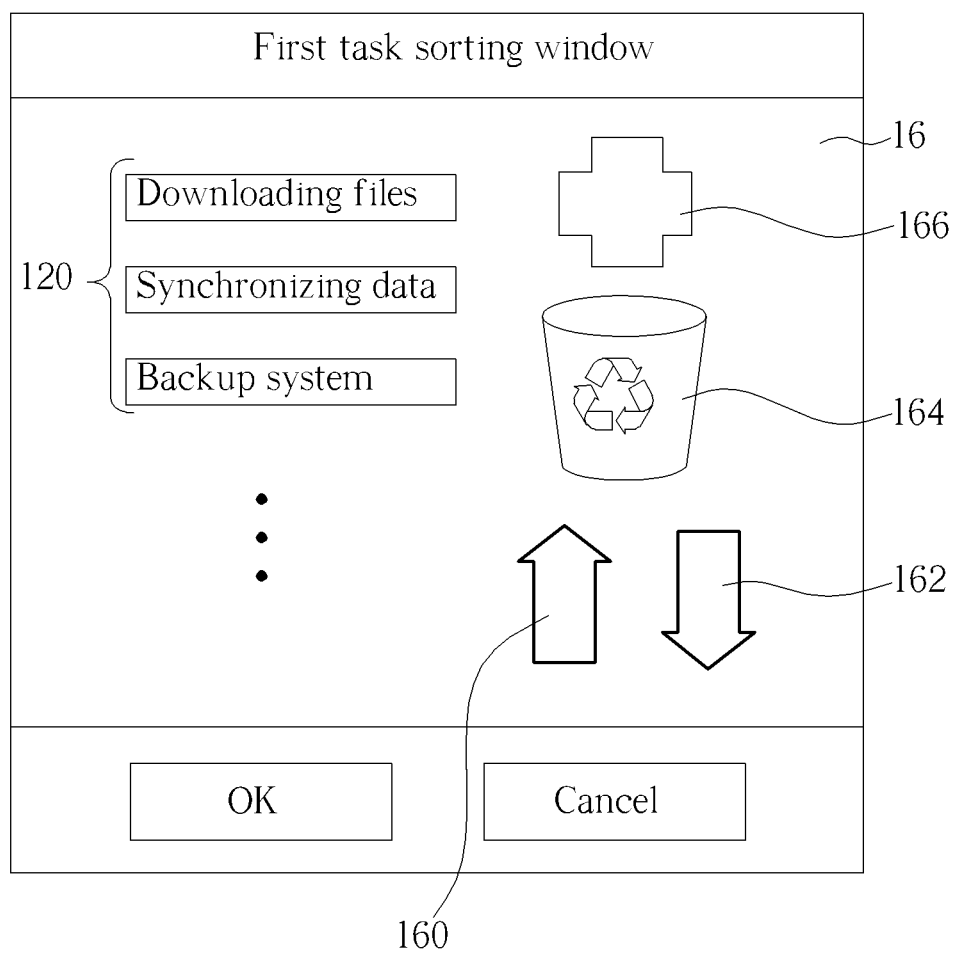 First task sorting window
16
Downloading files
166
120
Synchronizing data
Backup system
164
162
OK
Cancel
160